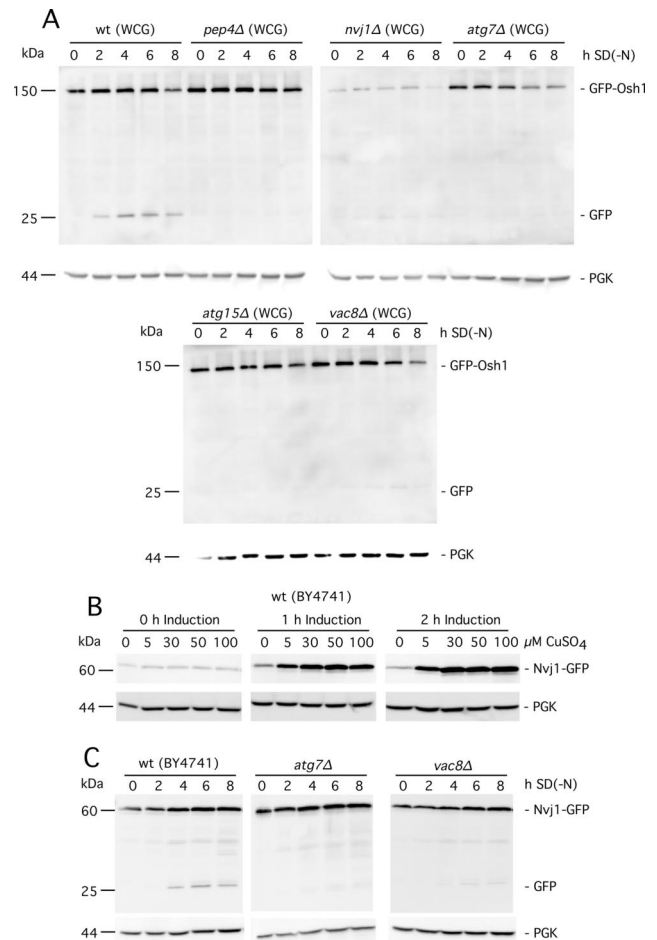 A
wt (WCG) pep4Δ (WCG) nvj1Δ (WCG) atg7Δ (WCG)
kDa 0 2 4 6 8 0 2 4 6 8 0 2 4 6 8 0 2 4 6 8 h SD(-N)
150 - GFP-Osh1
25 - GFP
44 - PGK
atg15Δ (WCG) vac8Δ (WCG)
kDa 0 2 4 6 8 0 2 4 6 8 h SD(-N)
150 - GFP-Osh1
25 - GFP
44 - PGK
B
wt (BY4741)
0 h Induction 1 h Induction 2 h Induction
kDa 0 5 30 50 100 0 5 30 50 100 0 5 30 50 100 µM CuSO4
60 - Nvj1-GFP
44 - PGK
C
wt (BY4741) atg7Δ vac8Δ
kDa 0 2 4 6 8 0 2 4 6 8 0 2 4 6 8 h SD(-N)
60 - Nvj1-GFP
25 - GFP
44 - PGK